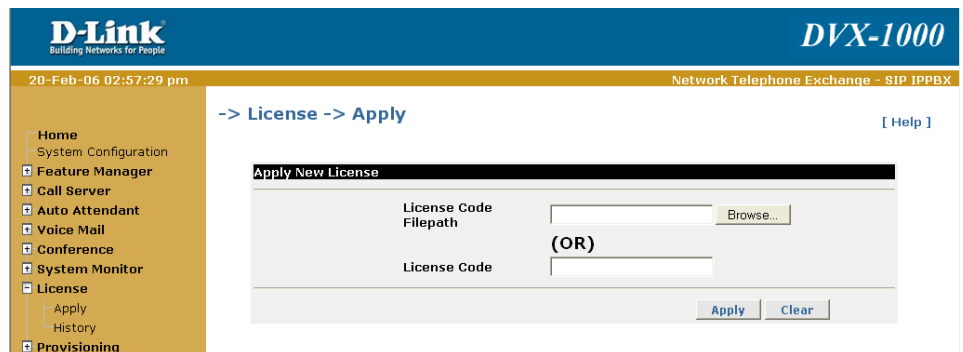 D-Link
Building Networks for People
DVX-1000
20-Feb-06 02:57:29 pm
Network Telephone Exchange - SIP IPPBX
-> License -> Apply
[ Help ]
Home
System Configuration
Feature Manager
Call Server
Auto Attendant
Voice Mail
Conference
System Monitor
License
Apply
History
Provisioning
Apply New License
License Code
Filepath
Browse...
(OR)
License Code
Apply Clear